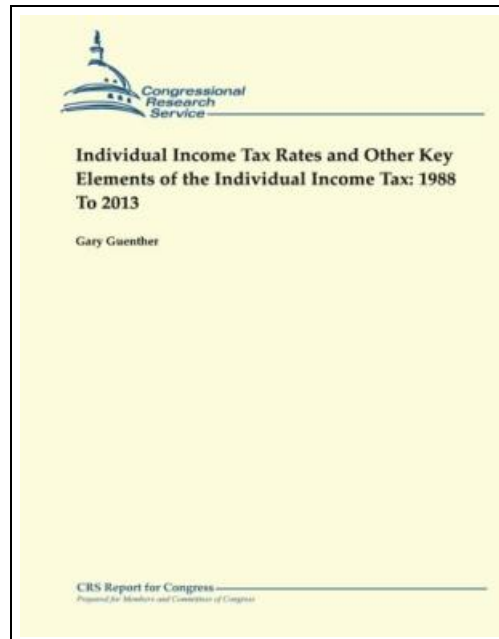 Congressional
Research
Service
Individual Income Tax Rates and Other Key
Elements of the Individual Income Tax: 1988
To 2013
Gary Guenther
CRS Report for Congress
Prepared for Members and Committees of Congress